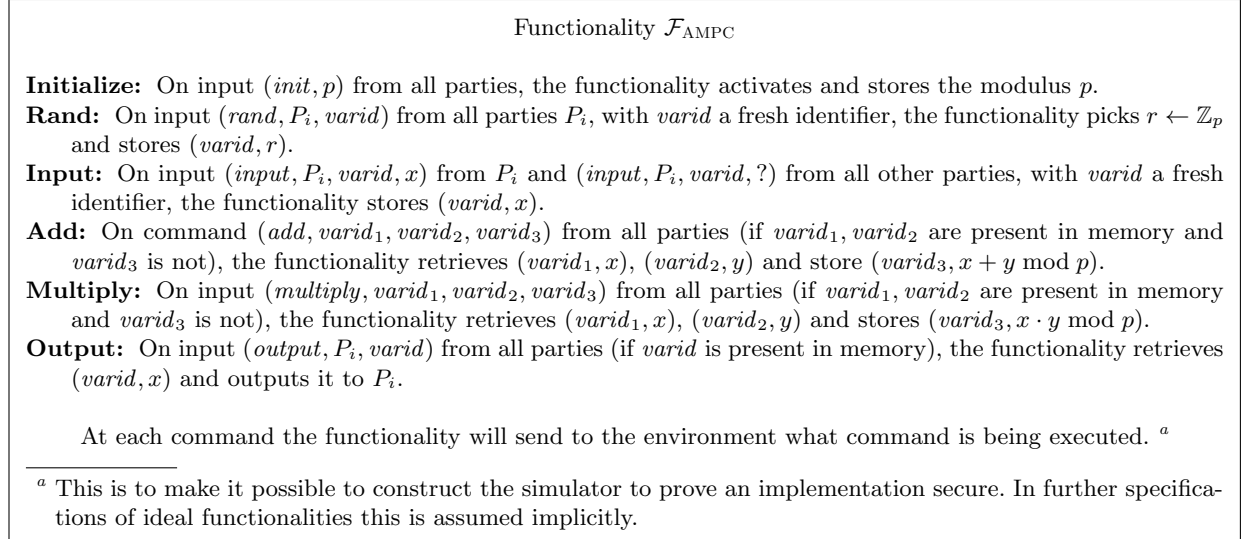 Functionality F_AMPC
Initialize: On input (init, p) from all parties, the functionality activates and stores the modulus p.
Rand: On input (rand, P_i, varid) from all parties P_i, with varid a fresh identifier, the functionality picks r ← ℤ_p
and stores (varid, r).
Input: On input (input, P_i, varid, x) from P_i and (input, P_i, varid, ?) from all other parties, with varid a fresh
identifier, the functionality stores (varid, x).
Add: On command (add, varid_1, varid_2, varid_3) from all parties (if varid_1, varid_2 are present in memory and
varid_3 is not), the functionality retrieves (varid_1, x), (varid_2, y) and store (varid_3, x + y mod p).
Multiply: On input (multiply, varid_1, varid_2, varid_3) from all parties (if varid_1, varid_2 are present in memory
and varid_3 is not), the functionality retrieves (varid_1, x), (varid_2, y) and stores (varid_3, x · y mod p).
Output: On input (output, P_i, varid) from all parties (if varid is present in memory), the functionality retrieves
(varid, x) and outputs it to P_i.
At each command the functionality will send to the environment what command is being executed. a
a This is to make it possible to construct the simulator to prove an implementation secure. In further specifica-
tions of ideal functionalities this is assumed implicitly.